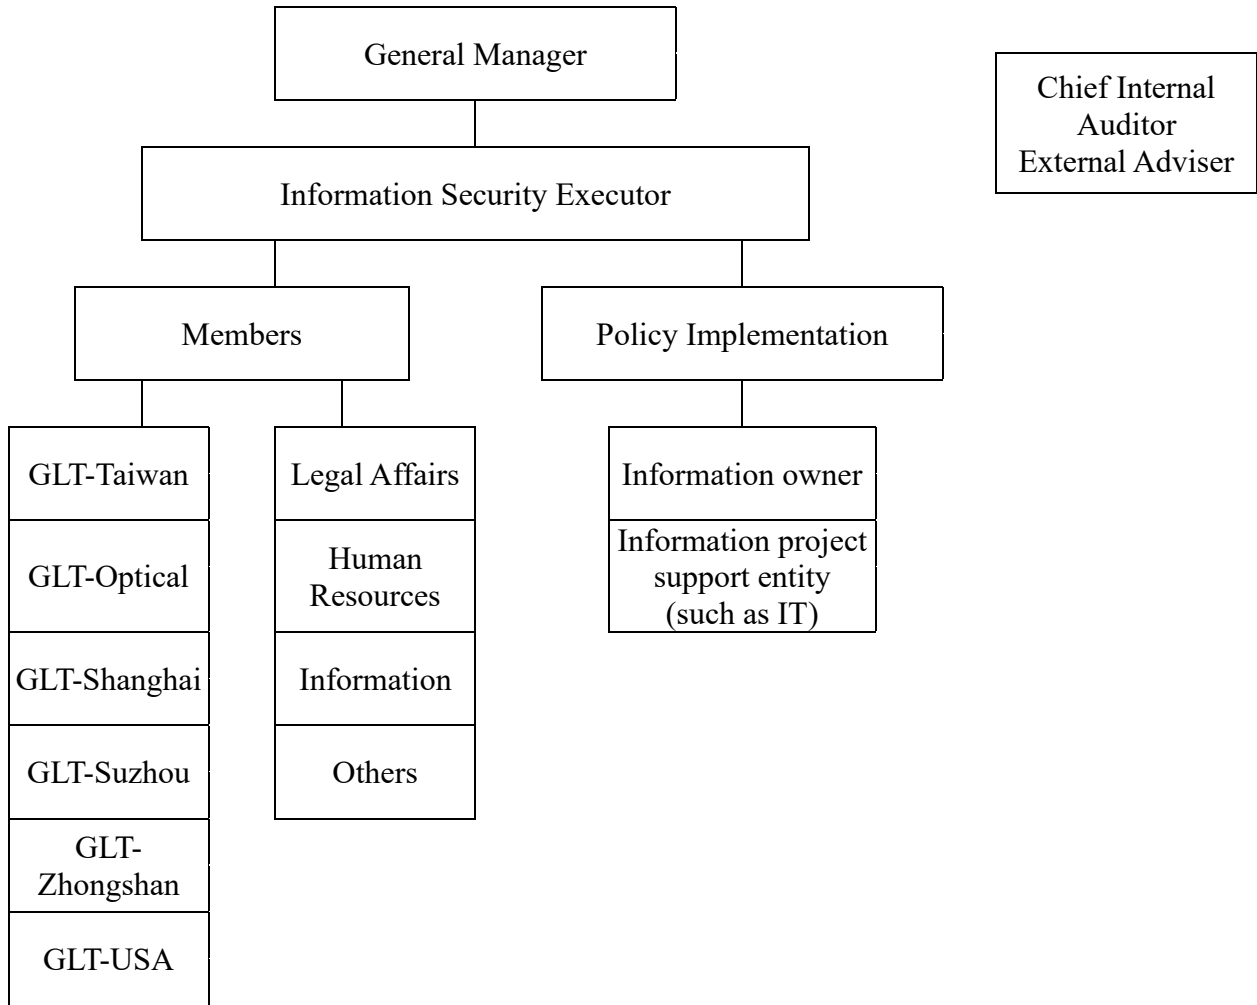 General Manager
Chief Internal
Auditor
External Adviser
Information Security Executor
Members
Policy Implementation
GLT-Taiwan
Legal Affairs
Information owner
GLT-Optical
Human
Resources
Information project
support entity
(such as IT)
GLT-Shanghai
Information
GLT-Suzhou
Others
GLT-
Zhongshan
GLT-USA